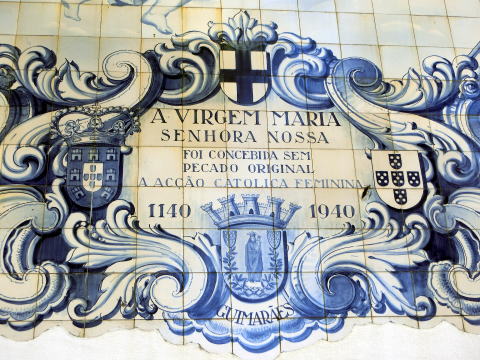 A VIRGEM MARIA
SENHORA NOSSA
FOI CONCEBIDA SEM
PECADO ORIGINAL
A ACÇÃO CATOLICA FEMININA
1140 1940
GUIMARÃES